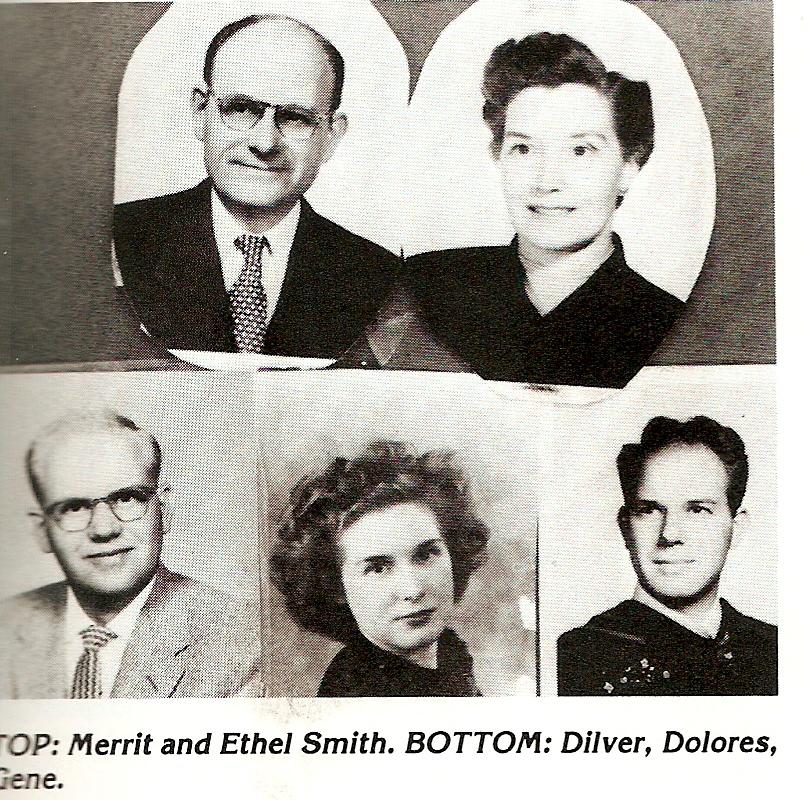 TOP: Merrit and Ethel Smith. BOTTOM: Dilver, Dolores,
Gene.